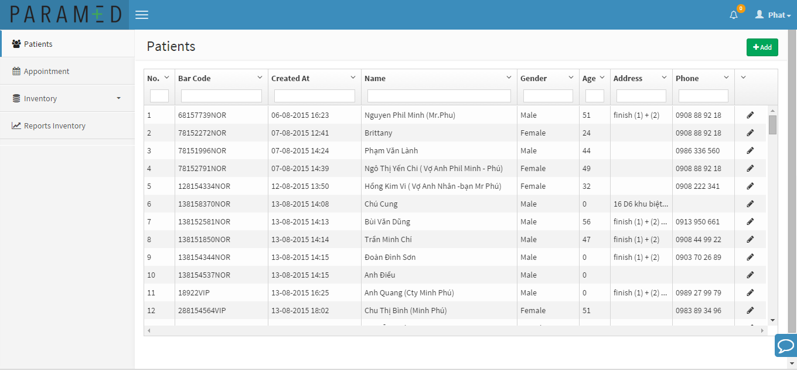 PARAMED
8 Phat
Patients
Appointment
Inventory
Reports Inventory
Patients
Add
No. Bar Code Created At Name Gender Age Address Phone
1 68157739NOR 06-08-2015 16:23 Nguyen Phil Minh (Mr.Phu) Male 51 finish (1) + (2) 0908 88 92 18
2 78152272NOR 07-08-2015 12:41 Brittany Female 24 0908 88 92 18
3 78151996NOR 07-08-2015 14:24 Phạm Văn Lành Male 44 0986 336 560
4 78152791NOR 07-08-2015 14:39 Ngô Thị Yến Chi ( Vợ Anh Phil Minh - Phú) Female 49 0908 88 92 18
5 128154334NOR 12-08-2015 13:50 Hồng Kim Vi ( Vợ Anh Nhân -bạn Mr Phú) Female 32 0908 222 341
6 138158370NOR 13-08-2015 14:08 Chú Cung Male 0 16 D6 khu biệt...
7 138152581NOR 13-08-2015 14:13 Bùi Văn Dũng Male 56 finish (1) + (2) ... 0913 950 661
8 138151850NOR 13-08-2015 14:14 Trần Minh Chí Male 47 finish (1) + (2) 0908 44 99 22
9 138154344NOR 13-08-2015 14:15 Đoàn Đình Sơn Male 0 finish (1) + (2) 0903 70 26 89
10 138154537NOR 13-08-2015 14:15 Anh Điều Male 0
11 18922VIP 13-08-2015 16:25 Anh Quang (Cty Minh Phú) Male 0 finish (1) + (2) ... 0989 27 99 79
12 288154564VIP 13-08-2015 18:02 Chu Thị Bình (Minh Phú) Female 51 0983 89 34 96